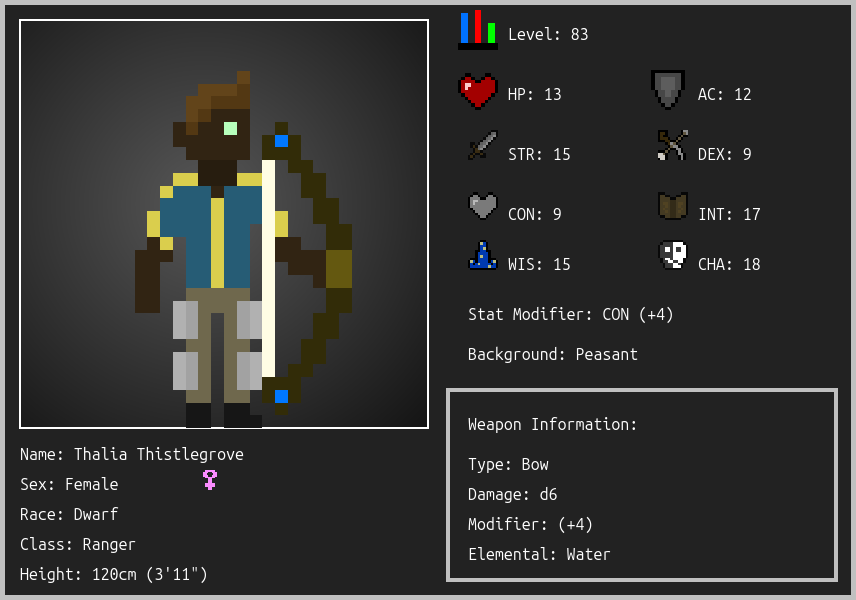 Level: 83
HP: 13
AC: 12
STR: 15
DEX: 9
CON: 9
INT: 17
WIS: 15
CHA: 18
Stat Modifier: CON (+4)
Background: Peasant
Weapon Information:
Type: Bow
Damage: d6
Modifier: (+4)
Elemental: Water
Name: Thalia Thistlegrove
Sex: Female
Race: Dwarf
Class: Ranger
Height: 120cm (3'11")